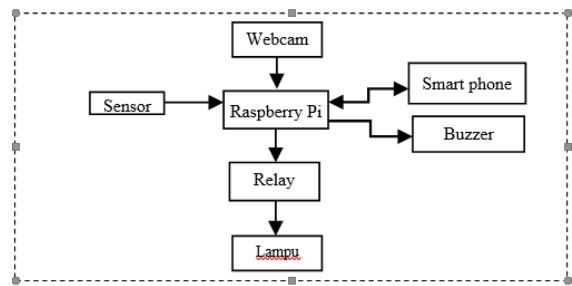 Webcam
Smart phone
Sensor
Raspberry Pi
Buzzer
Relay
Lampu